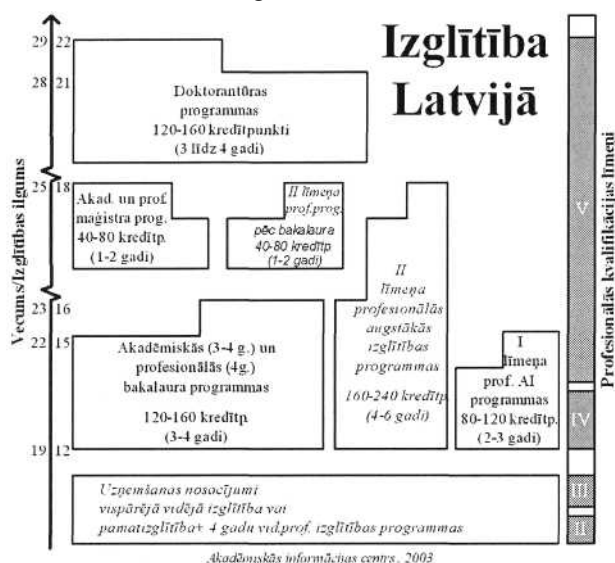 Izglītība
Latvijā
29 22
28 21
Doktorantūras
programmas
120-160 kredītpunkti
(3 līdz 4 gadi)
25 18
Akad. un prof.
maģistra prog.
40-80 kredītp.
(1-2 gadi)
II līmeņa
prof.prog.
pēc bakalaura
40-80 kredītp
(1-2 gadi)
II
līmeņa
profesionālās
augstākās
izglītības
programmas
160-240 kredītp.
(4-6 gadi)
23 16
22 15
Akadēmiskās (3-4 g.) un
profesionālās (4g.)
bakalaura programmas
120-160 kredītp.
(3-4 gadi)
I
līmeņa
prof. AI
programmas
80-120 kredītp.
(2-3 gadi)
19 12
Uzņemšanas nosacījumi
vispārējā vidējā izglītība vai
pamatizglītība+ 4 gadu vid.prof. izglītības programmas
Akadēmiskās informācijas centrs, 2003
Vecums/Izglītības ilgums
V
IV
III
II
Profesionālās kvalifikācijas līmeņi